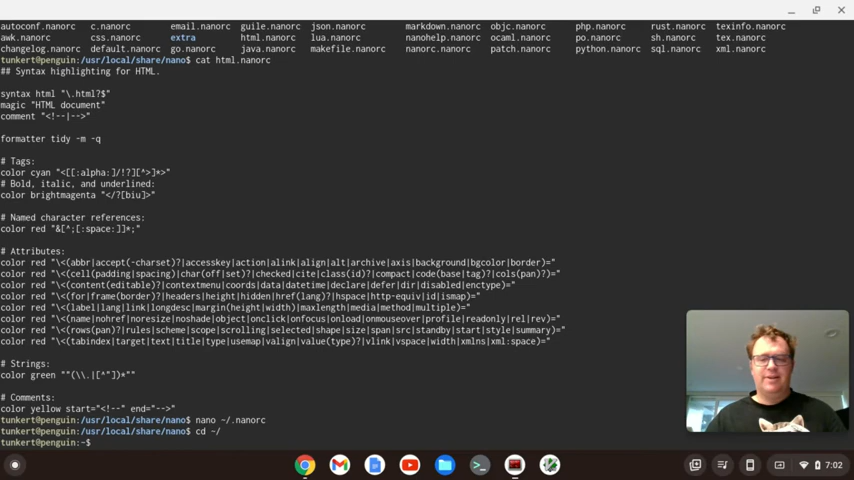 autoconf.nanorc c.nanorc email.nanorc guile.nanorc json.nanorc markdown.nanorc objc.nanorc php.nanorc rust.nanorc texinfo.nanorc
awk.nanorc css.nanorc extra html.nanorc lua.nanorc nanohelp.nanorc ocaml.nanorc po.nanorc sh.nanorc tex.nanorc
changelog.nanorc default.nanorc go.nanorc java.nanorc makefile.nanorc nanorc.nanorc patch.nanorc python.nanorc sql.nanorc xml.nanorc
tunkert@penguin:/usr/local/share/nano$ cat html.nanorc
## Syntax highlighting for HTML.
syntax html "\.html?$"
magic "HTML document"
comment "<!--|-->"
formatter tidy -m -q
# Tags:
color cyan "<[[:alpha:]/!?][^>]*>"
# Bold, italic, and underlined:
color brightmagenta "</?[biu]>"
# Named character references:
color red "&[^;[:space:]]*;"
# Attributes:
color red "\<(abbr|accept(-charset)?|accesskey|action|alink|align|alt|archive|axis|background|bgcolor|border)="
color red "\<(cell(padding|spacing)|char(off|set)?|checked|cite|class(id)?|compact|code(base|tag)?|cols(pan)?)="
color red "\<(content(editable)?|contextmenu|coords|data|datetime|declare|defer|dir|disabled|enctype)="
color red "\<(for|frame(border)?|headers|height|hidden|href(lang)?|hspace|http-equiv|id|ismap)="
color red "\<(label|lang|link|longdesc|margin(height|width)|maxlength|media|method|multiple)="
color red "\<(name|nohref|noresize|noshade|object|onclick|onfocus|onload|onmouseover|profile|readonly|rel|rev)="
color red "\<(rows(pan)?|rules|scheme|scope|scrolling|selected|shape|size|span|src|standby|start|style|summary)="
color red "\<(tabindex|target|text|title|type|usemap|valign|value(type)?|vlink|vspace|width|xmlns|xml:space)="
# Strings:
color green ""(\\.|[^"])*""
# Comments:
color yellow start="<!--" end="-->"
tunkert@penguin:/usr/local/share/nano$ nano ~/.nanorc
tunkert@penguin:/usr/local/share/nano$ cd ~/
tunkert@penguin:~$
7:02